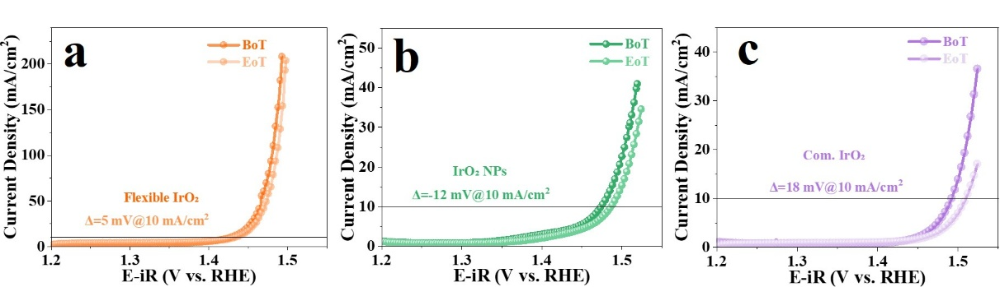 a
BoT
EoT
Flexible IrO₂
Δ=5 mV@10 mA/cm²
Current Density (mA/cm²)
0
50
100
150
200
1.2
1.3
1.4
1.5
E-iR (V vs. RHE)
b
BoT
EoT
IrO₂ NPs
Δ=-12 mV@10 mA/cm²
Current Density (mA/cm²)
0
10
20
30
40
50
1.2
1.3
1.4
1.5
E-iR (V vs. RHE)
c
BoT
EoT
Com. IrO₂
Δ=18 mV@10 mA/cm²
Current Density (mA/cm²)
0
10
20
30
40
1.2
1.3
1.4
1.5
E-iR (V vs. RHE)